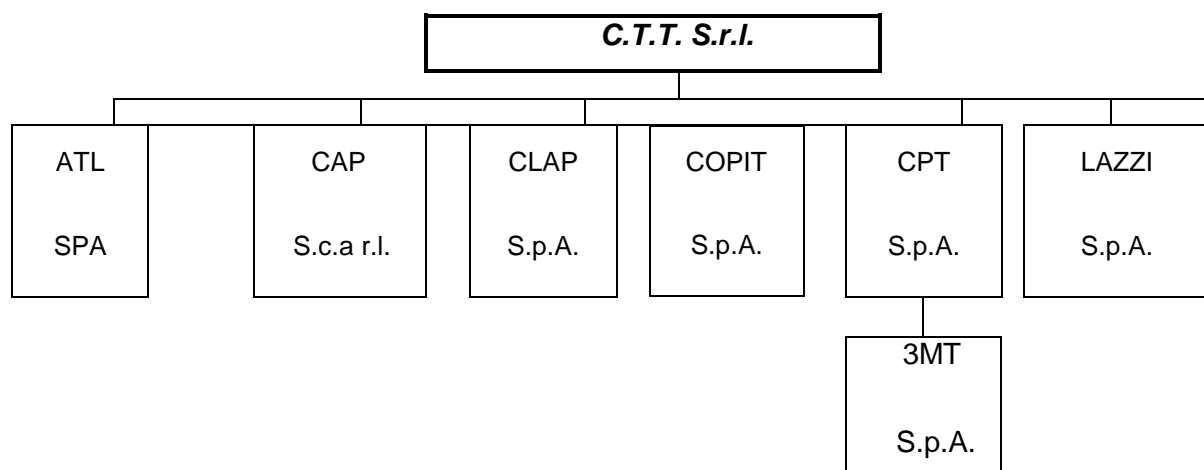 C.T.T. S.r.l.
ATL
SPA
CAP
S.c.a r.l.
CLAP
S.p.A.
COPIT
S.p.A.
CPT
S.p.A.
LAZZI
S.p.A.
3MT
S.p.A.